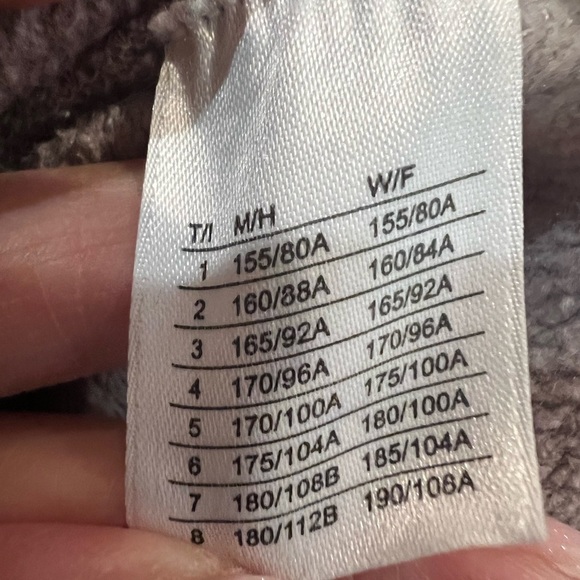 T/I M/H W/F
1 155/80A 155/80A
2 160/88A 160/84A
3 165/92A 165/92A
4 170/96A 170/96A
5 170/100A 175/100A
6 175/104A 180/100A
7 180/108B 185/104A
8 180/112B 190/108A